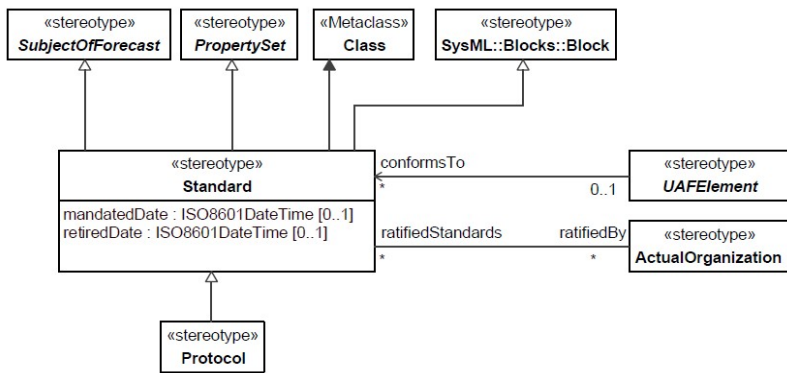 «stereotype»
SubjectOfForecast
«stereotype»
PropertySet
«Metaclass»
Class
«stereotype»
SysML::Blocks::Block
«stereotype»
Standard
mandatedDate : ISO8601DateTime [0..1]
retiredDate : ISO8601DateTime [0..1]
conformsTo
*
0..1
«stereotype»
UAFElement
ratifiedStandards
*
ratifiedBy
*
«stereotype»
ActualOrganization
«stereotype»
Protocol